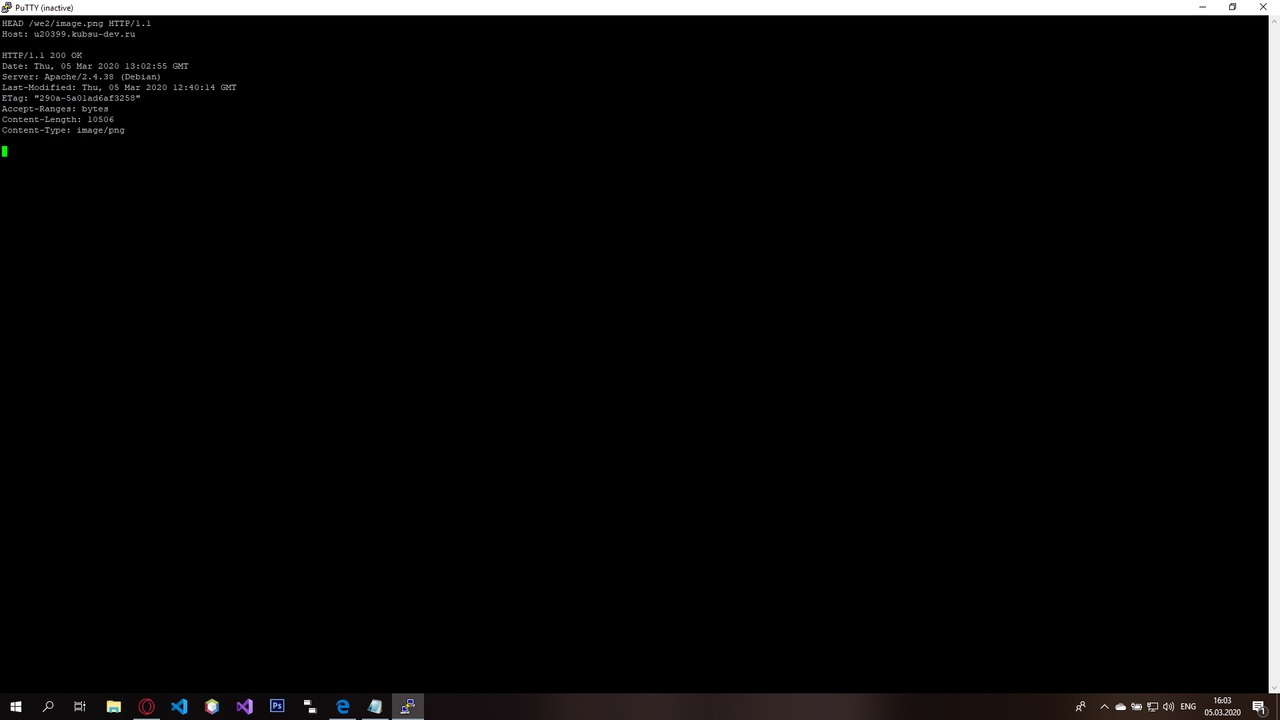 PuTTY (inactive)
HEAD /we2/image.png HTTP/1.1
Host: u20399.kubsu-dev.ru
HTTP/1.1 200 OK
Date: Thu, 05 Mar 2020 13:02:55 GMT
Server: Apache/2.4.38 (Debian)
Last-Modified: Thu, 05 Mar 2020 12:40:14 GMT
ETag: "290a-5a01ad6af3258"
Accept-Ranges: bytes
Content-Length: 10506
Content-Type: image/png
Ps
ENG
16:03
05.03.2020
1